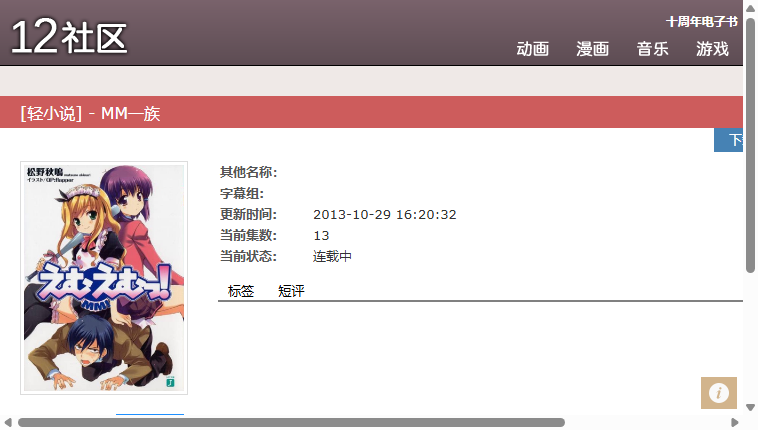 12社区
十周年电子书
动画 漫画 音乐 游戏
[轻小说] - MM一族
松野秋鳴
イラスト/QP:flapper
えむえむっ!
MM!
J
其他名称:
字幕组:
更新时间: 2013-10-29 16:20:32
当前集数: 13
当前状态: 连载中
标签 短评
i